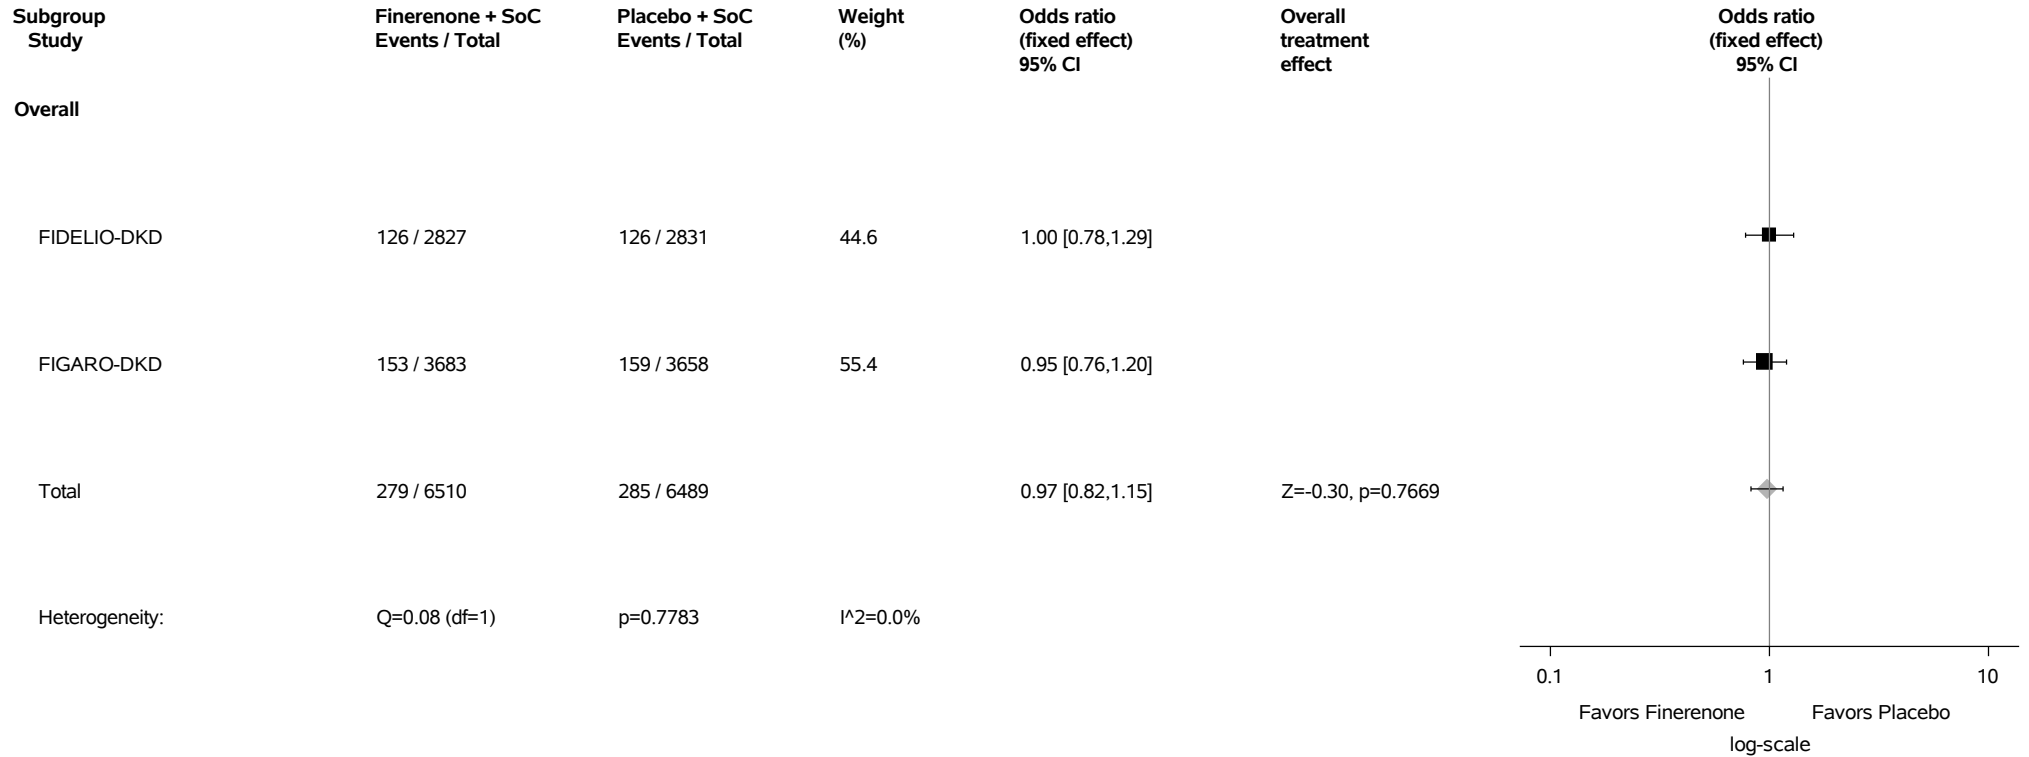 Subgroup Finerenone + SoC Placebo + SoC Weight Odds ratio Overall Odds ratio
Study Events / Total Events / Total (%) (fixed effect) treatment (fixed effect)
95% CI effect 95% CI
Overall
FIDELIO-DKD 126 / 2827 126 / 2831 44.6 1.00 [0.78,1.29]
FIGARO-DKD 153 / 3683 159 / 3658 55.4 0.95 [0.76,1.20]
Total 279 / 6510 285 / 6489 0.97 [0.82,1.15] Z=-0.30, p=0.7669
Heterogeneity: Q=0.08 (df=1) p=0.7783 I^2=0.0%
0.1 1 10
Favors Finerenone Favors Placebo
log-scale